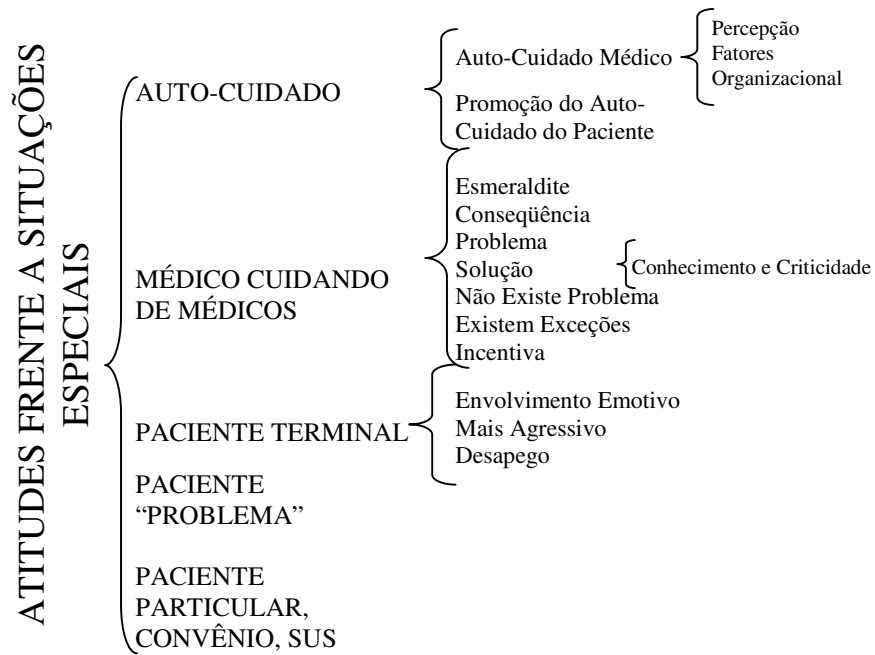 ATITUDES FRENTE A SITUAÇÕES
ESPECIAIS
AUTO-CUIDADO
Auto-Cuidado Médico
Percepção
Fatores
Organizacional
Promoção do Auto-
Cuidado do Paciente
MÉDICO CUIDANDO
DE MÉDICOS
Esmeraldite
Conseqüência
Problema
Solução
Conhecimento e Criticidade
Não Existe Problema
Existem Exceções
Incentiva
PACIENTE TERMINAL
Envolvimento Emotivo
Mais Agressivo
Desapego
PACIENTE
“PROBLEMA”
PACIENTE
PARTICULAR,
CONVÊNIO, SUS